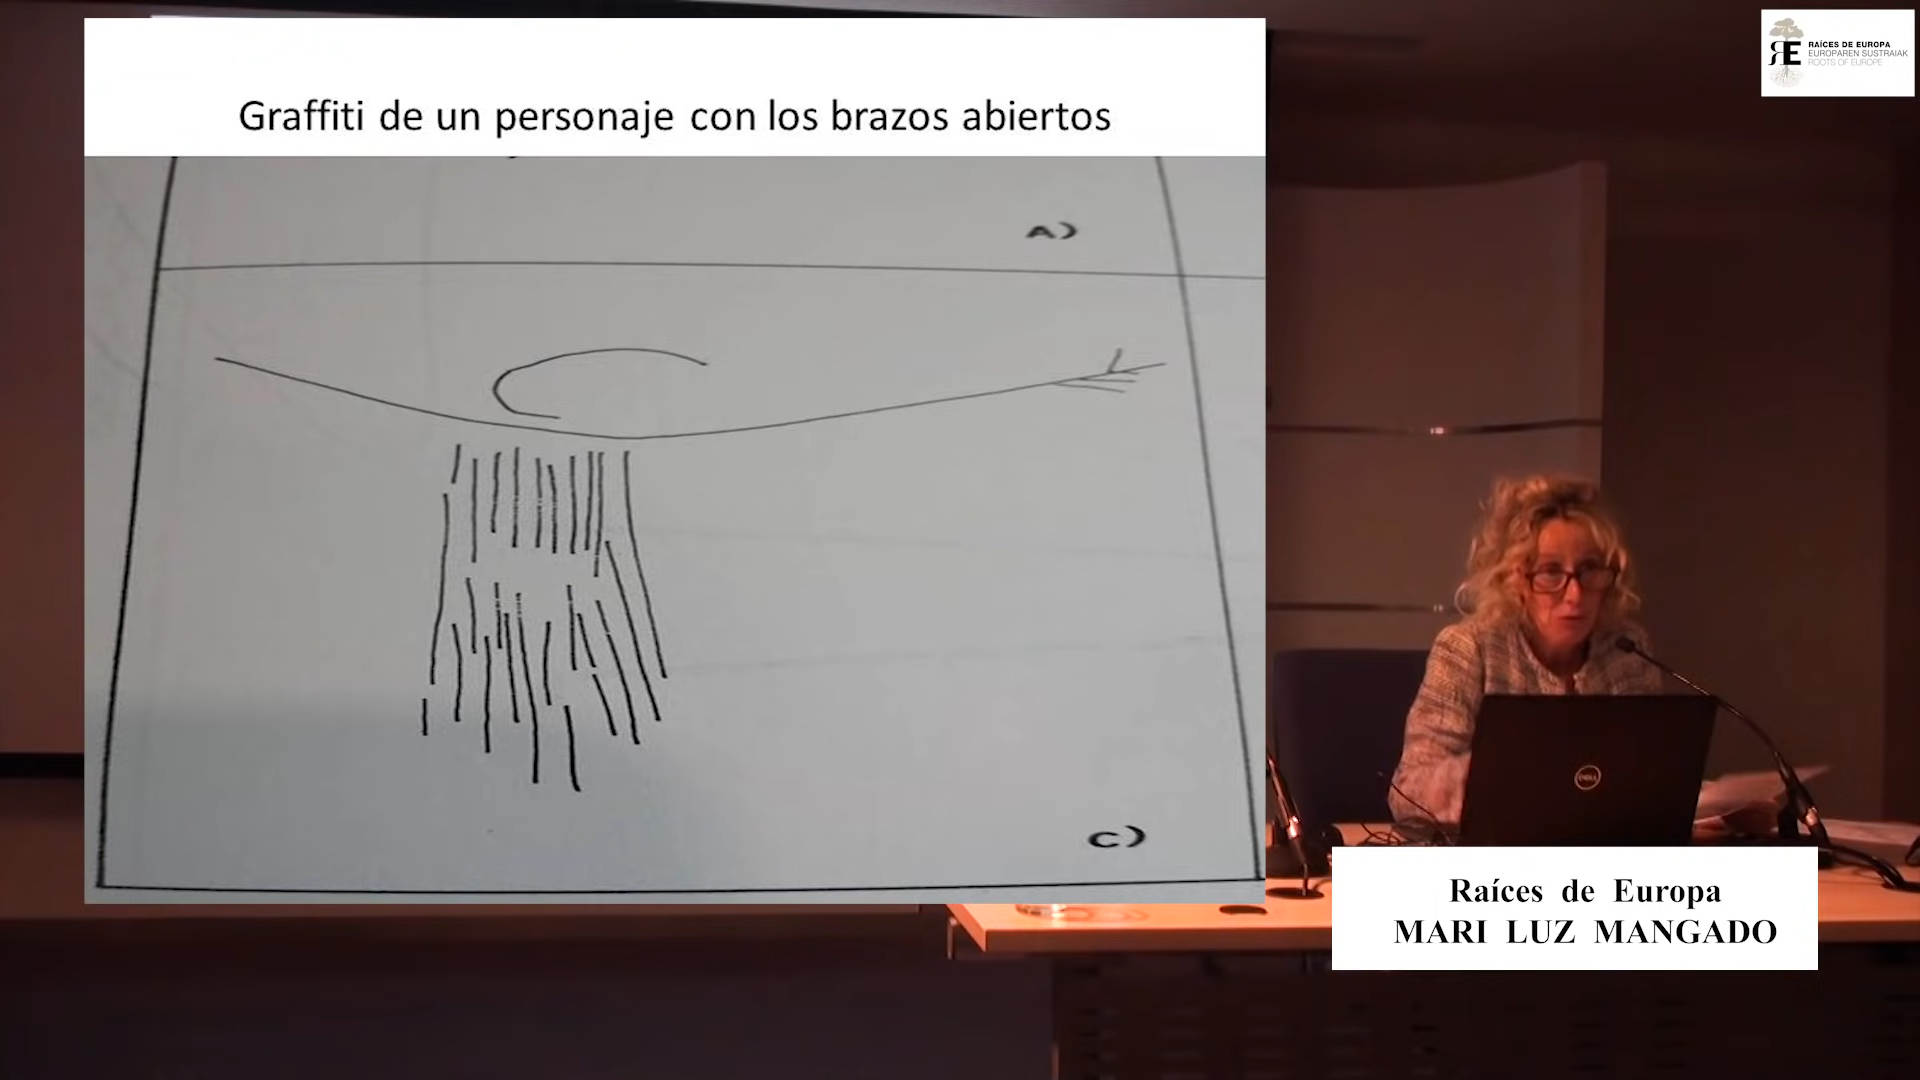 Graffiti de un personaje con los brazos abiertos
A)
C)
RAÍCES DE EUROPA
EUROPAREN SUSTRAIAK
ROOTS OF EUROPE
DELL
Raíces de Europa
MARI LUZ MANGADO